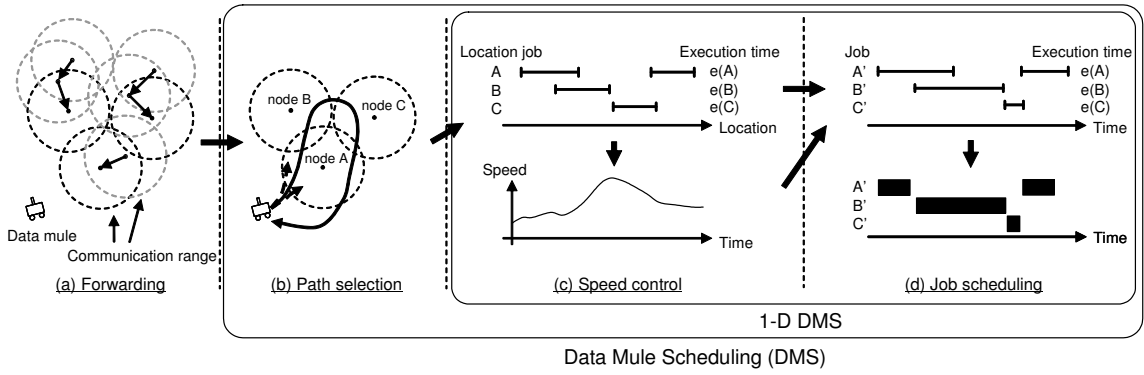 Data mule
Communication range
(a) Forwarding
node B
node C
node A
(b) Path selection
Location job
Execution time
A
e(A)
B
e(B)
C
e(C)
Location
Speed
Time
(c) Speed control
Job
Execution time
A'
e(A)
B'
e(B)
C'
e(C)
Time
A'
B'
C'
Time
(d) Job scheduling
1-D DMS
Data Mule Scheduling (DMS)